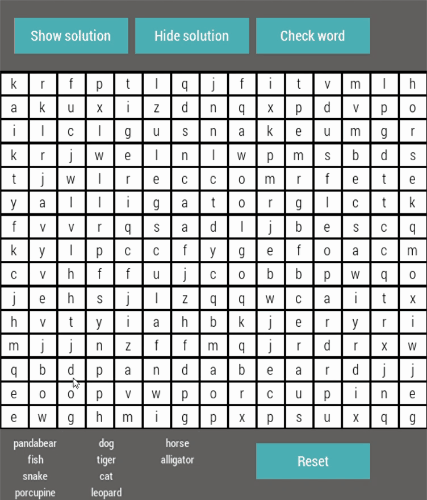 Show solution Hide solution Check word
k r f p t l q j f i t v m l h
a k u x i z d n q x p d v p o
i l c l g u s n a k e u m g r
k r j w e l n l w p m s b d s
t j w l r e c c o m r f e t e
y a l l i g a t o r g l c t k
f v v r q s a d l j b e s c q
k y l p c c f y g e f o a c m
c v h f f u j c o b b p w q o
j e h s j l z q q w c a i t x
h v t y i a h b k j e r y r i
m j j n z f f m q j r d r x w
q b d p a n d a b e a r d j j
e o o p v w p o r c u p i n e
e w g h m i g p x p s u x q g
pandabear dog horse
fish tiger alligator
snake cat
porcupine leopard
Reset